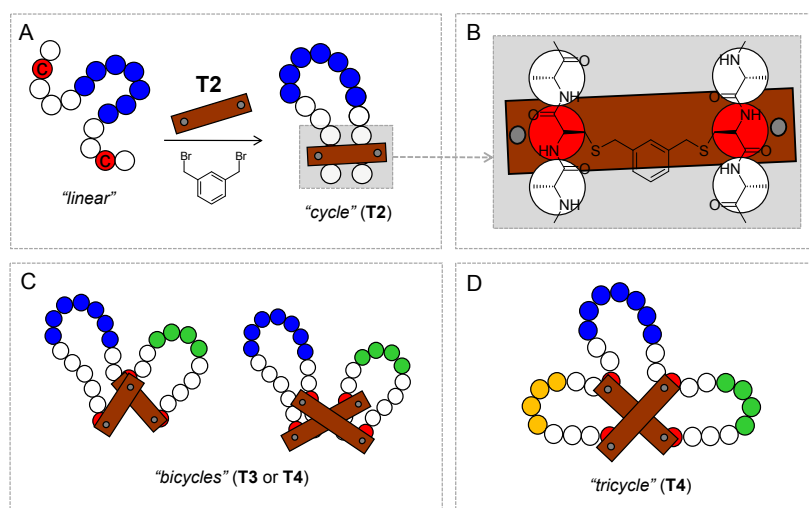 A
C
T2
Br
Br
C
"linear"
"cycle" (T2)
B
HN
O
NH
O
HN
O
NH
S
S
HN
O
NH
O
HN
O
NH
C
"bicycles" (T3 or T4)
D
"tricycle" (T4)